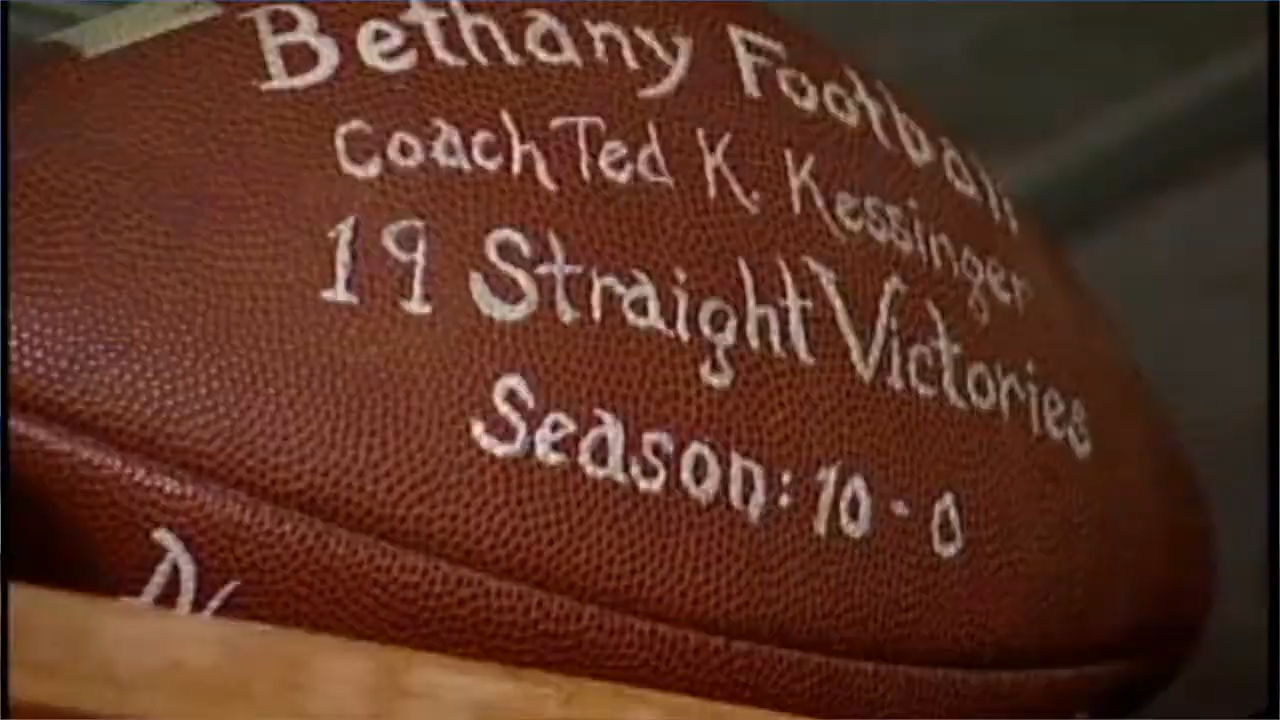 Bethany Football
Coach Ted K. Kessinger
19 Straight Victories
Season: 10-0